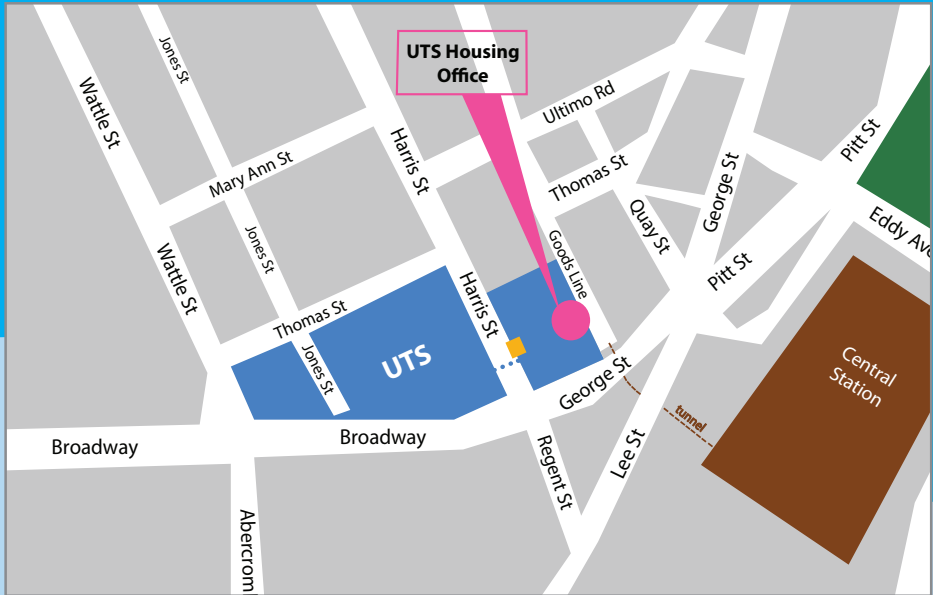 UTS Housing
Office
Jones St
Wattle St
Ultimo Rd
Harris St
Mary Ann St
Pitt St
Thomas St
George St
Quay St
Eddy Ave
Jones St
Goods Line
Wattle St
Pitt St
Harris St
Thomas St
Jones St
UTS
George St
Central
Station
tunnel
Broadway
Broadway
Regent St
Lee St
Abercrom